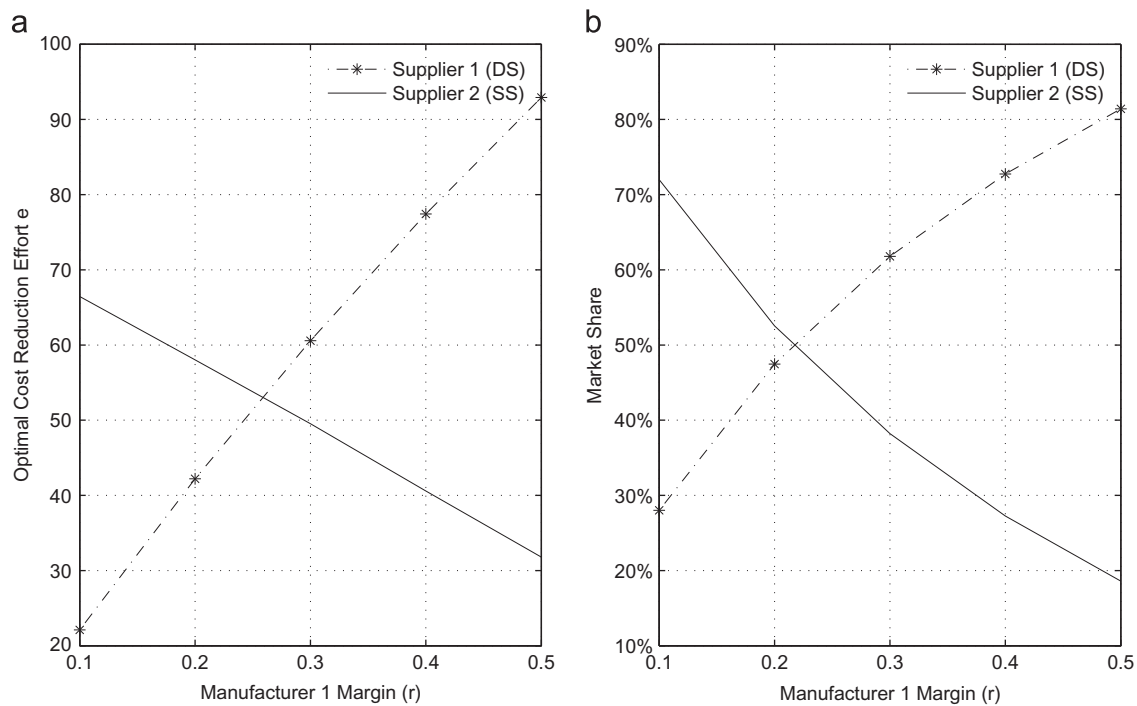 a
100
90
80
70
60
50
40
30
20
Optimal Cost Reduction Effort e
Supplier 1 (DS)
Supplier 2 (SS)
0.1 0.2 0.3 0.4 0.5
Manufacturer 1 Margin (r)
b
90%
80%
70%
60%
50%
40%
30%
20%
10%
Market Share
Supplier 1 (DS)
Supplier 2 (SS)
0.1 0.2 0.3 0.4 0.5
Manufacturer 1 Margin (r)